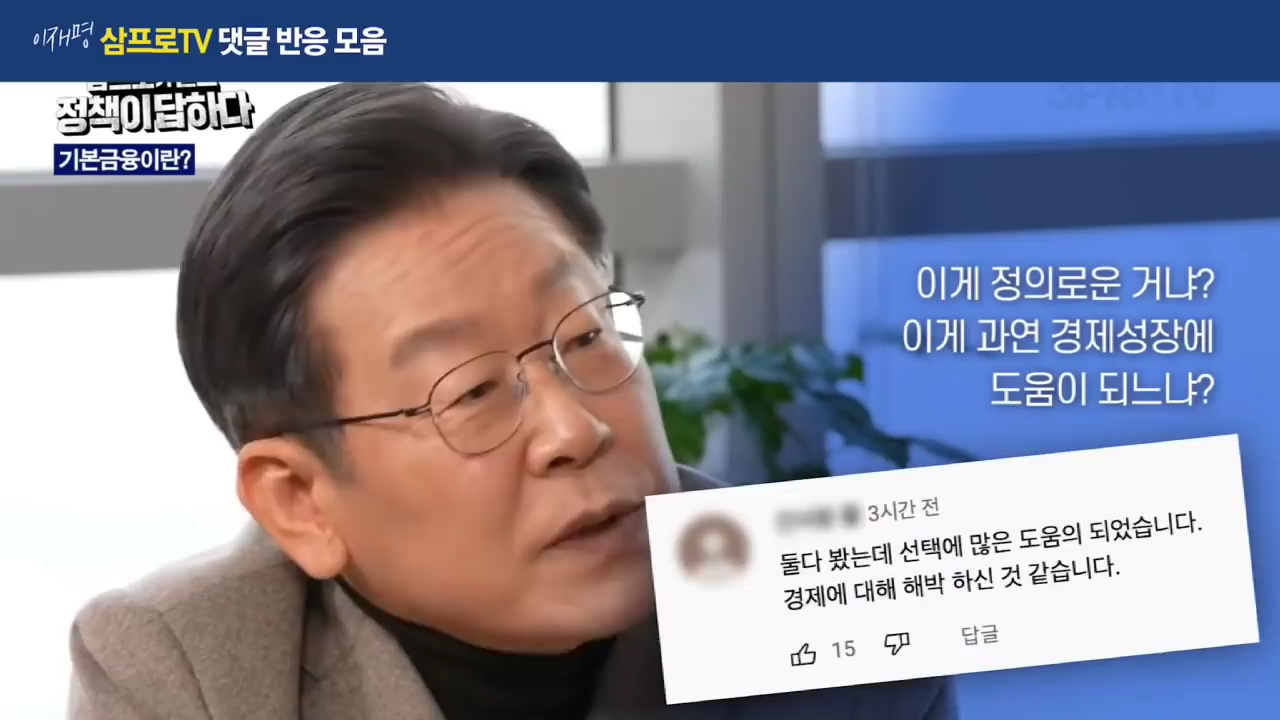 이재명 삼프로TV 댓글 반응 모음
정책이답하다
기본금융이란?
이게 정의로운 거냐?
이게 과연 경제성장에
도움이 되느냐?
3시간 전
둘다 봤는데 선택에 많은 도움의 되었습니다.
경제에 대해 해박 하신 것 같습니다.
15 답글